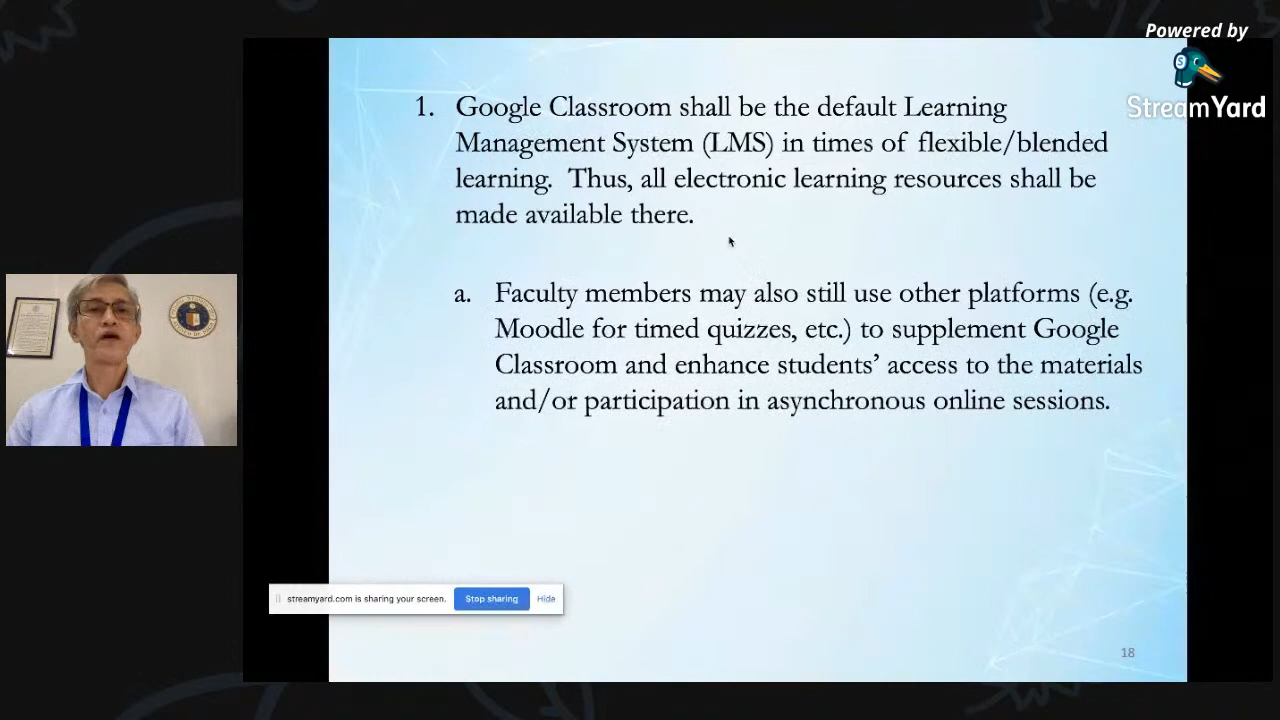 Powered by
StreamYard
1. Google Classroom shall be the default Learning
Management System (LMS) in times of flexible/blended
learning. Thus, all electronic learning resources shall be
made available there.
a. Faculty members may also still use other platforms (e.g.
Moodle for timed quizzes, etc.) to supplement Google
Classroom and enhance students’ access to the materials
and/or participation in asynchronous online sessions.
streamyard.com is sharing your screen. Stop sharing Hide
18